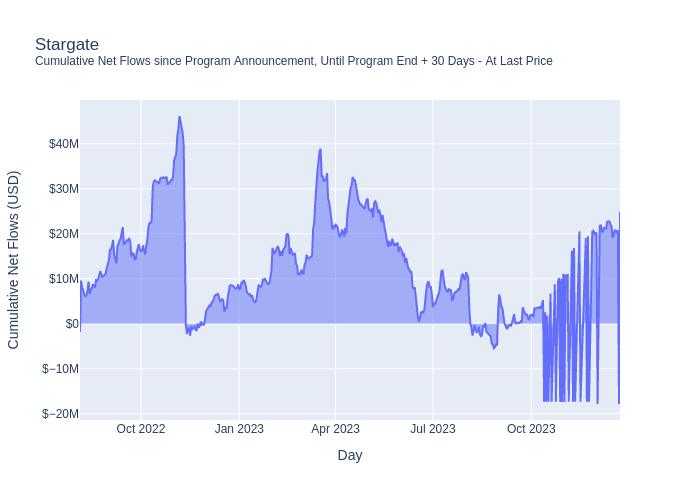 Stargate
Cumulative Net Flows since Program Announcement, Until Program End + 30 Days - At Last Price
Cumulative Net Flows (USD)
$40M
$30M
$20M
$10M
$0
$−10M
$−20M
Oct 2022
Jan 2023
Apr 2023
Jul 2023
Oct 2023
Day